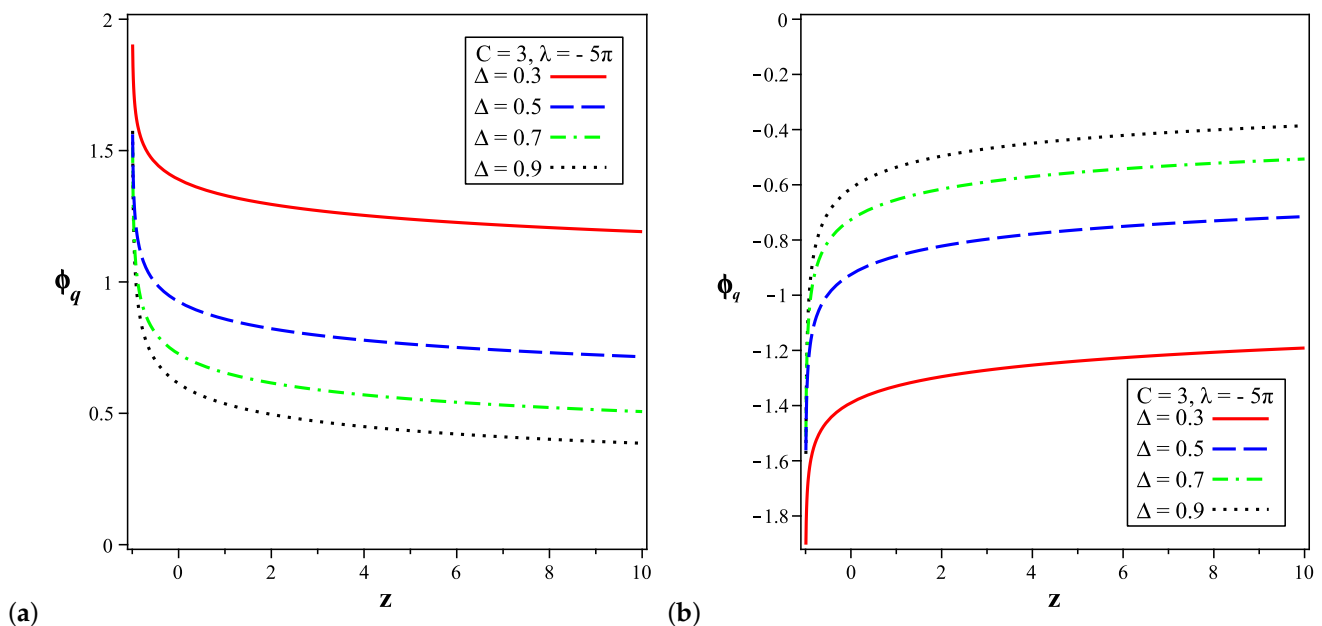 2
1.5
1
0.5
0
ϕq
0 2 4 6 8 10
z
C = 3, λ = - 5π
Δ = 0.3
Δ = 0.5
Δ = 0.7
Δ = 0.9
(a)
0
−0.2
−0.4
−0.6
−0.8
−1
−1.2
−1.4
−1.6
−1.8
ϕq
0 2 4 6 8 10
z
C = 3, λ = - 5π
Δ = 0.3
Δ = 0.5
Δ = 0.7
Δ = 0.9
(b)